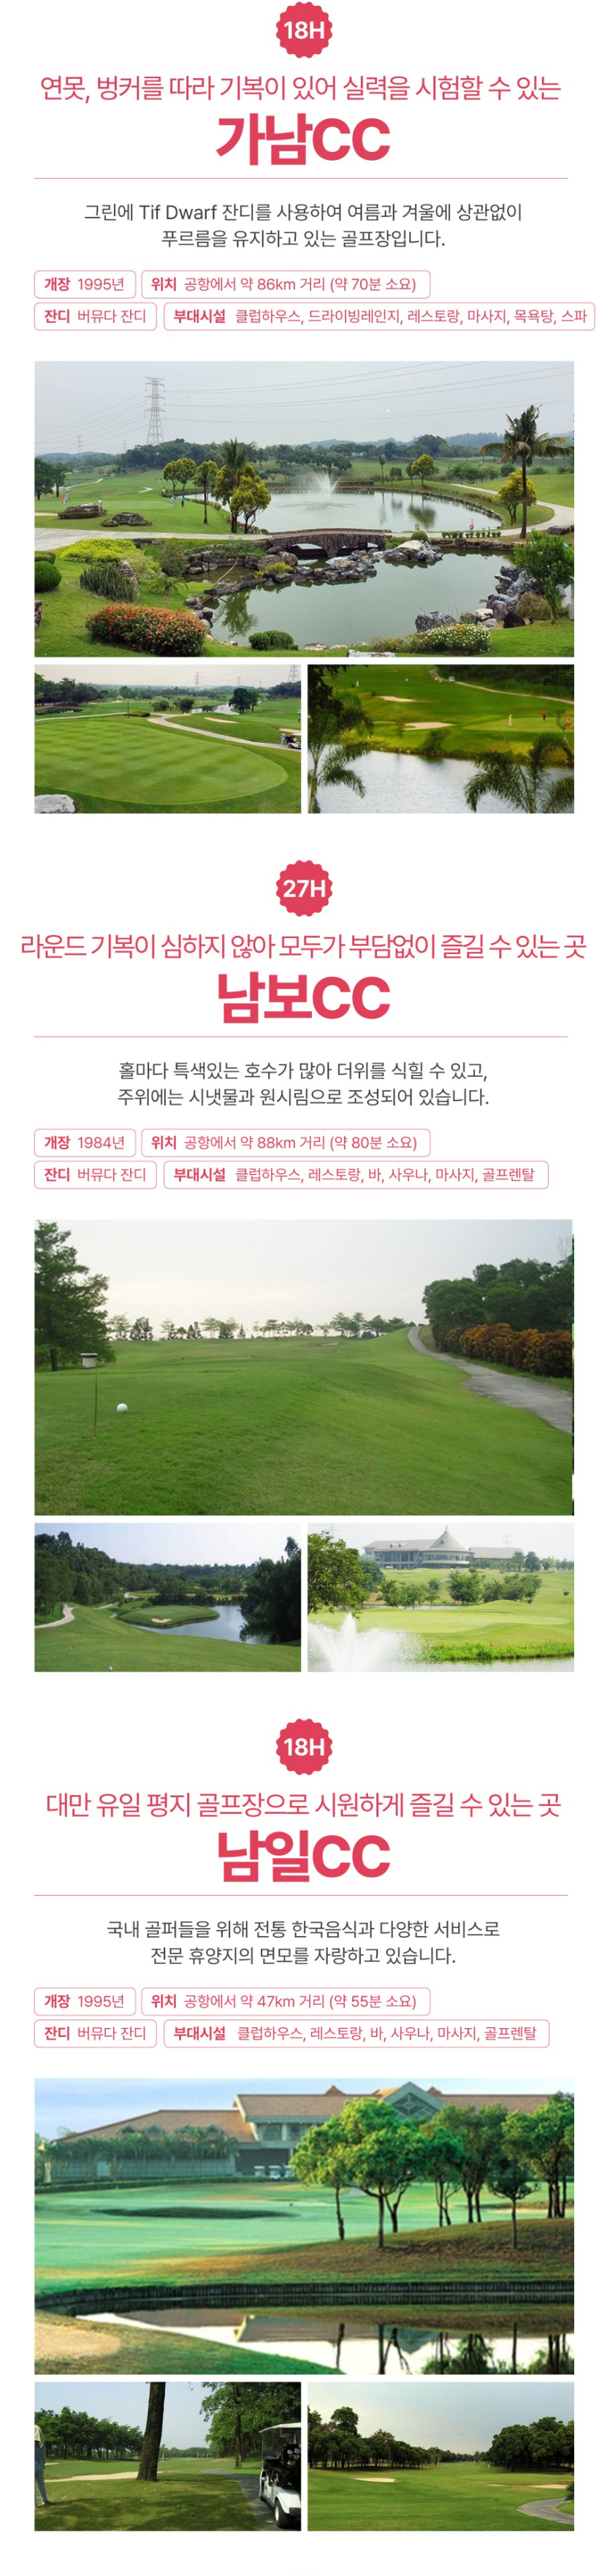 18H
연못, 벙커를 따라 기복이 있어 실력을 시험할 수 있는
가남CC
그린에 Tif Dwarf 잔디를 사용하여 여름과 겨울에 상관없이
푸르름을 유지하고 있는 골프장입니다.
개장 1995년 위치 공항에서 약 86km 거리 (약 70분 소요)
잔디 버뮤다 잔디 부대시설 클럽하우스, 드라이빙레인지, 레스토랑, 마사지, 목욕탕, 스파
27H
라운드 기복이 심하지 않아 모두가 부담없이 즐길 수 있는 곳
남보CC
홀마다 특색있는 호수가 많아 더위를 식힐 수 있고,
주위에는 시냇물과 원시림으로 조성되어 있습니다.
개장 1984년 위치 공항에서 약 88km 거리 (약 80분 소요)
잔디 버뮤다 잔디 부대시설 클럽하우스, 레스토랑, 바, 사우나, 마사지, 골프렌탈
18H
대만 유일 평지 골프장으로 시원하게 즐길 수 있는 곳
남일CC
국내 골퍼들을 위해 전통 한국음식과 다양한 서비스로
전문 휴양지의 면모를 자랑하고 있습니다.
개장 1995년 위치 공항에서 약 47km 거리 (약 55분 소요)
잔디 버뮤다 잔디 부대시설 클럽하우스, 레스토랑, 바, 사우나, 마사지, 골프렌탈